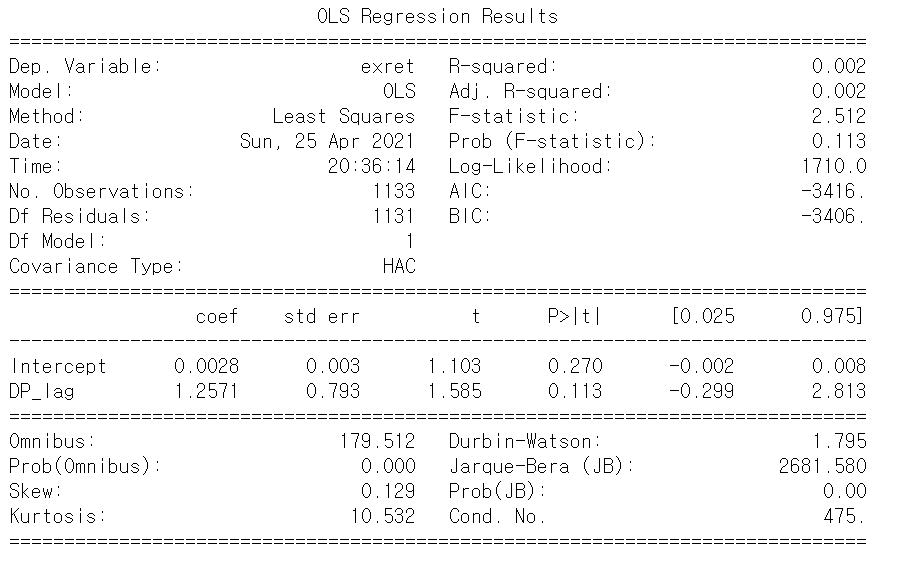 OLS Regression Results
==============================================================================
Dep. Variable: exret R-squared: 0.002
Model: OLS Adj. R-squared: 0.002
Method: Least Squares F-statistic: 2.512
Date: Sun, 25 Apr 2021 Prob (F-statistic): 0.113
Time: 20:36:14 Log-Likelihood: 1710.0
No. Observations: 1133 AIC: -3416.
Df Residuals: 1131 BIC: -3406.
Df Model: 1
Covariance Type: HAC
==============================================================================
coef std err t P>|t| [0.025 0.975]
------------------------------------------------------------------------------
Intercept 0.0028 0.003 1.103 0.270 -0.002 0.008
DP_lag 1.2571 0.793 1.585 0.113 -0.299 2.813
==============================================================================
Omnibus: 179.512 Durbin-Watson: 1.795
Prob(Omnibus): 0.000 Jarque-Bera (JB): 2681.580
Skew: 0.129 Prob(JB): 0.00
Kurtosis: 10.532 Cond. No. 475.
==============================================================================